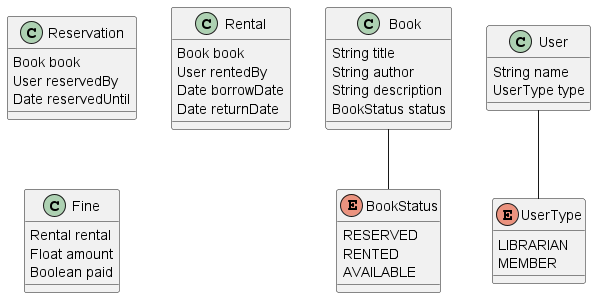 C Reservation
Book book
User reservedBy
Date reservedUntil
C Rental
Book book
User rentedBy
Date borrowDate
Date returnDate
C Book
String title
String author
String description
BookStatus status
C User
String name
UserType type
C Fine
Rental rental
Float amount
Boolean paid
E BookStatus
RESERVED
RENTED
AVAILABLE
E UserType
LIBRARIAN
MEMBER